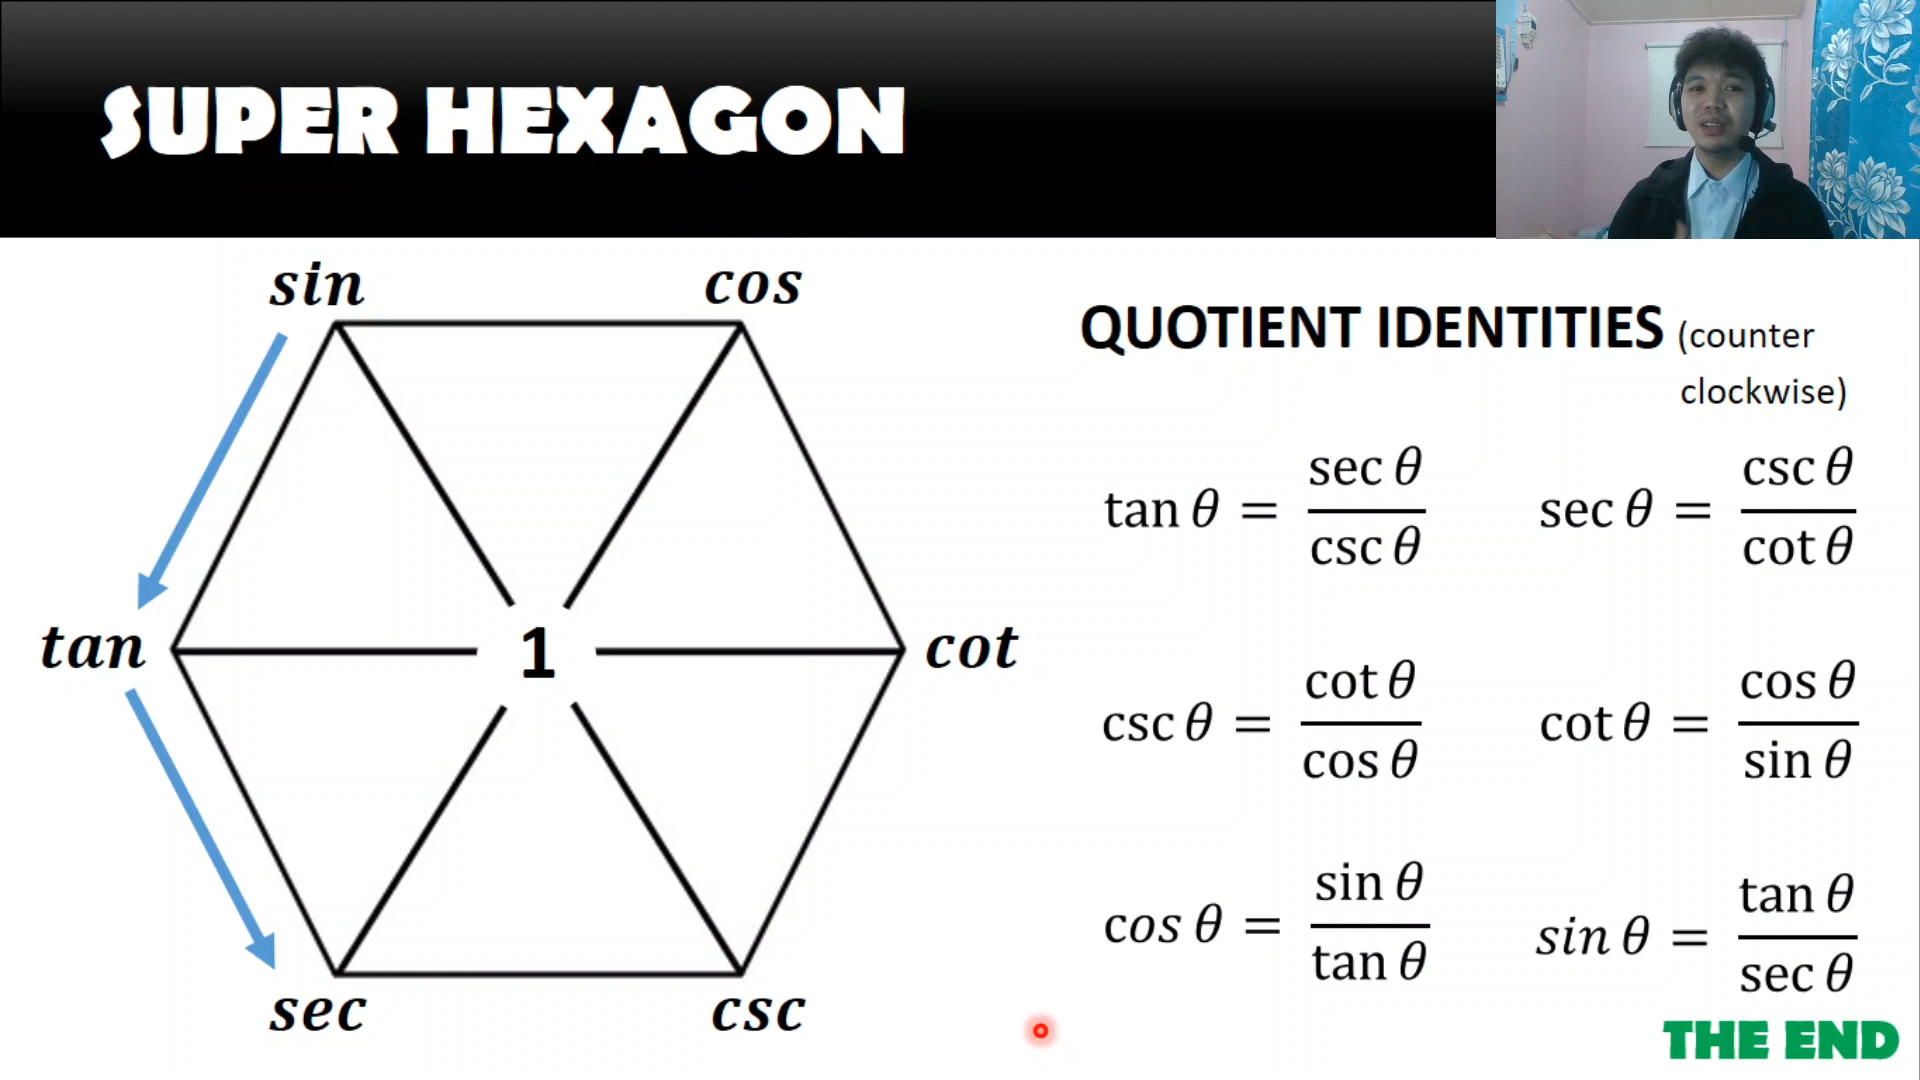 SUPER HEXAGON
sin
cos
tan
1
cot
sec
csc
QUOTIENT IDENTITIES (counter
clockwise)
tan θ = sec θ / csc θ
sec θ = csc θ / cot θ
csc θ = cot θ / cos θ
cot θ = cos θ / sin θ
cos θ = sin θ / tan θ
sin θ = tan θ / sec θ
THE END